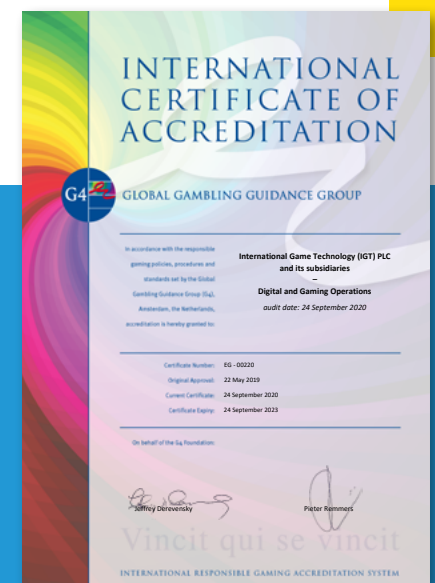 INTERNATIONAL
CERTIFICATE OF
ACCREDITATION
G4
GLOBAL GAMBLING GUIDANCE GROUP
In accordance with the responsible
gaming policies, procedures and
standards set by the Global
Gambling Guidance Group (G4),
Amsterdam, the Netherlands,
accreditation is hereby granted to:
International Game Technology (IGT) PLC
and its subsidiaries
–
Digital and Gaming Operations
audit date: 24 September 2020
Certificate Number: EG - 00220
Original Approval: 22 May 2019
Current Certificate: 24 September 2020
Certificate Expiry: 24 September 2023
On behalf of the G4 Foundation:
Jeffrey Derevensky Pieter Remmers
Vincit qui se vincit
INTERNATIONAL RESPONSIBLE GAMING ACCREDITATION SYSTEM